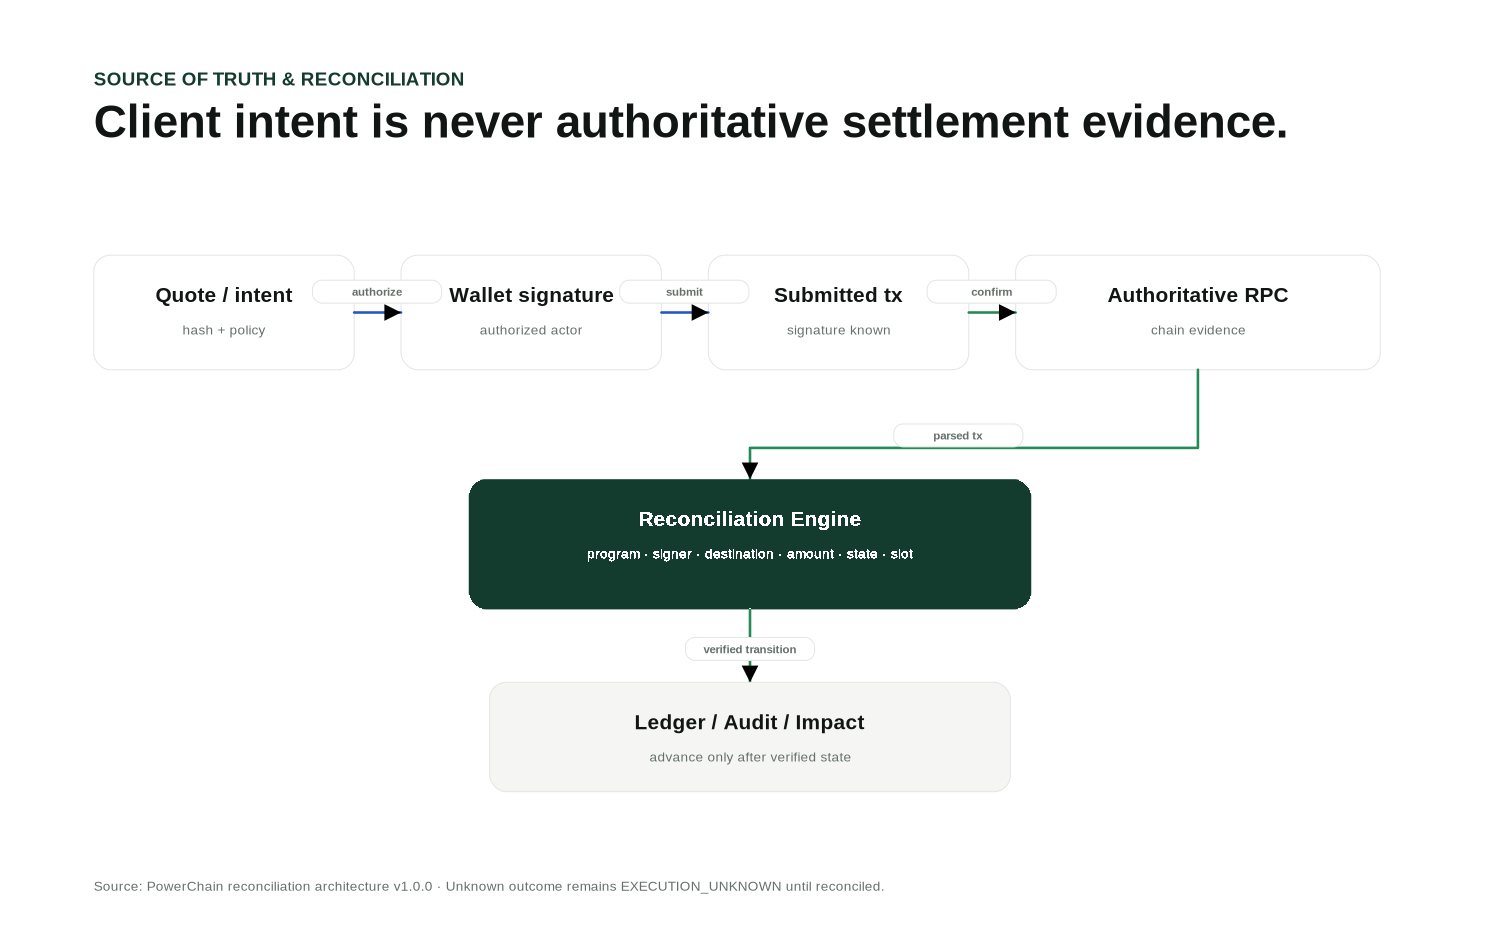 SOURCE OF TRUTH & RECONCILIATION
Client intent is never authoritative settlement evidence.
Quote / intent
hash + policy
authorize
Wallet signature
authorized actor
submit
Submitted tx
signature known
confirm
Authoritative RPC
chain evidence
parsed tx
Reconciliation Engine
program · signer · destination · amount · state · slot
verified transition
Ledger / Audit / Impact
advance only after verified state
Source: PowerChain reconciliation architecture v1.0.0 · Unknown outcome remains EXECUTION_UNKNOWN until reconciled.